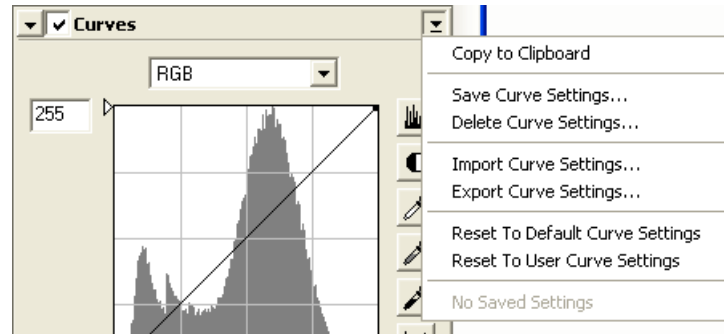 Curves
RGB
255
Copy to Clipboard
Save Curve Settings...
Delete Curve Settings...
Import Curve Settings...
Export Curve Settings...
Reset To Default Curve Settings
Reset To User Curve Settings
No Saved Settings